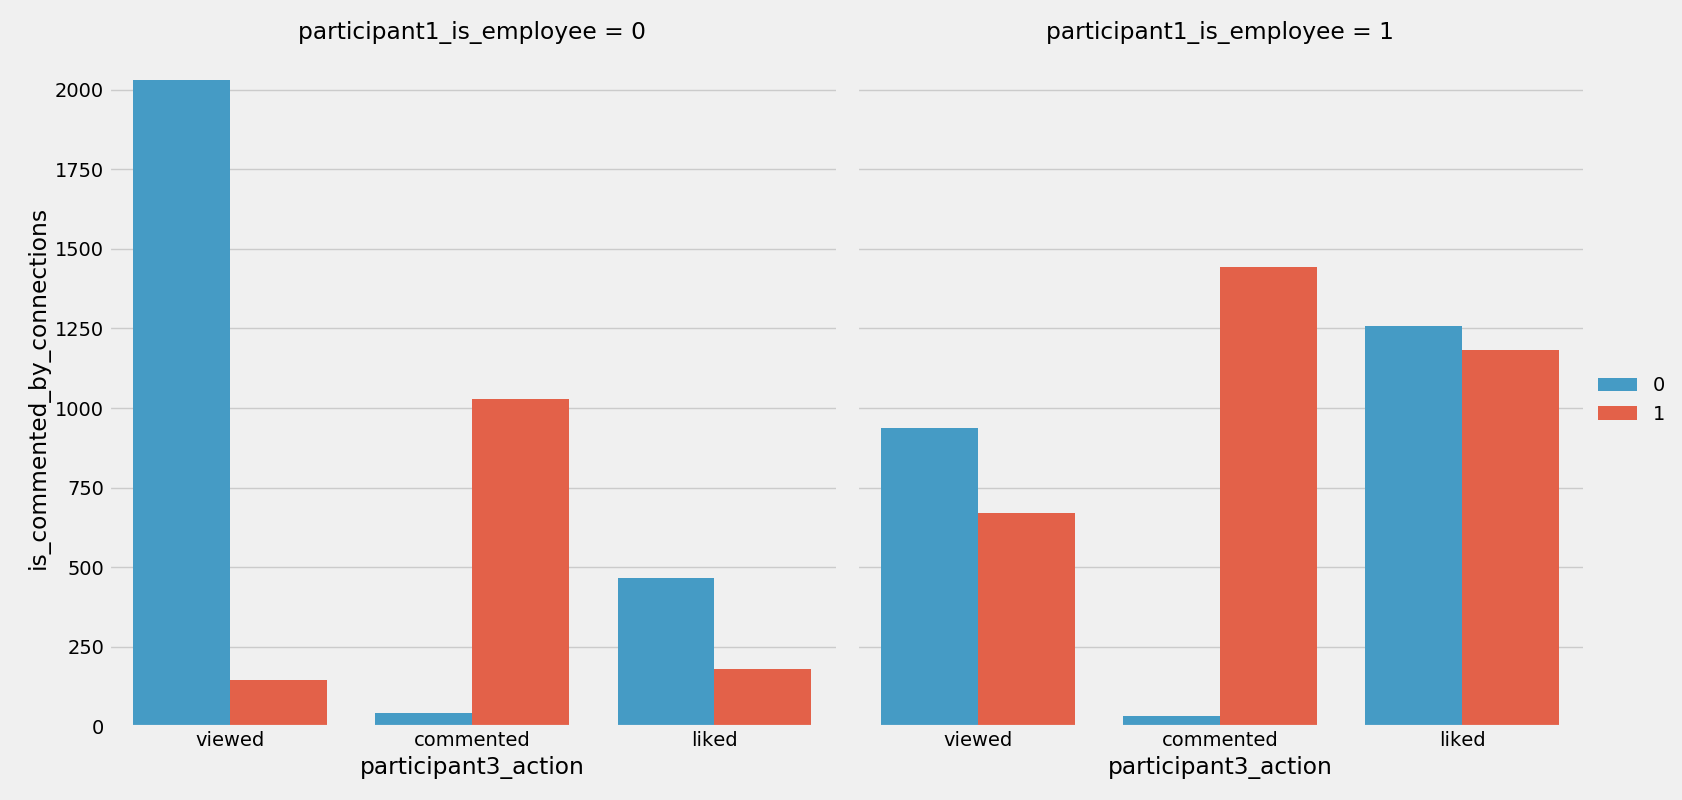 participant1_is_employee = 0
participant1_is_employee = 1
is_commented_by_connections
2000
1750
1500
1250
1000
750
500
250
0
viewed
commented
liked
participant3_action
viewed
commented
liked
participant3_action
0
1